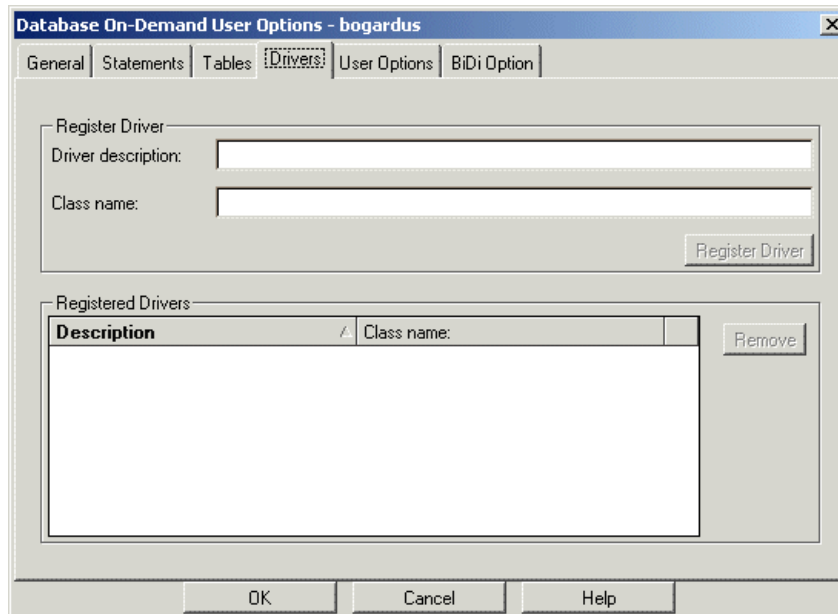 Database On-Demand User Options - bogardus
General Statements Tables Drivers User Options BiDi Option
Register Driver
Driver description:
Class name:
Register Driver
Registered Drivers
Description Class name:
Remove
OK Cancel Help